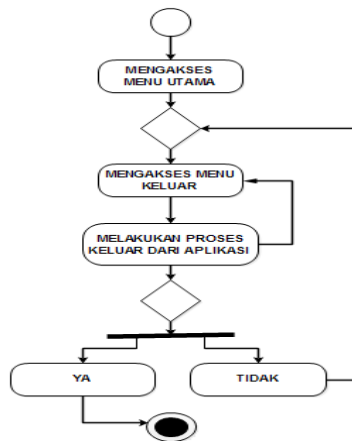 MENGAKSES
MENU UTAMA
MENGAKSES MENU
KELUAR
MELAKUKAN PROSES
KELUAR DARI APLIKASI
YA
TIDAK